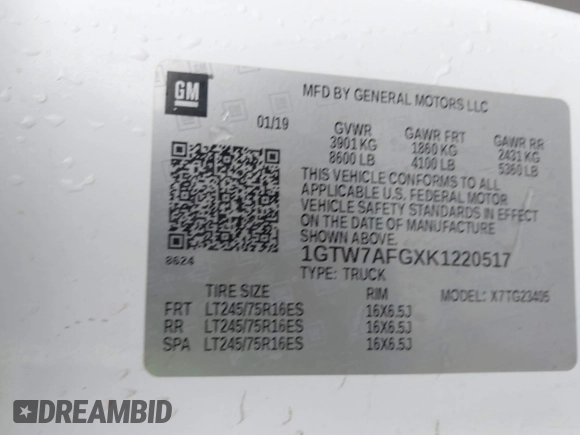 GM
MFD BY GENERAL MOTORS LLC
01/19
GVWR GAWR FRT GAWR RR
3901 KG 1860 KG 2431 KG
8600 LB 4100 LB 5360 LB
THIS VEHICLE CONFORMS TO ALL
APPLICABLE U.S. FEDERAL MOTOR
VEHICLE SAFETY STANDARDS IN EFFECT
ON THE DATE OF MANUFACTURE
SHOWN ABOVE.
8624
1GTW7AFGXK1220517
TYPE: TRUCK MODEL: X7TG23405
TIRE SIZE RIM
FRT LT245/75R16ES 16X6.5J
RR LT245/75R16ES 16X6.5J
SPA LT245/75R16ES 16X6.5J
DREAMBID